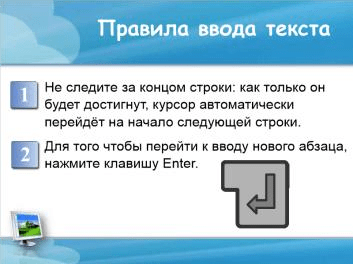 Правила ввода текста
1 Не следите за концом строки: как только он
будет достигнут, курсор автоматически
перейдёт на начало следующей строки.
2 Для того чтобы перейти к вводу нового абзаца,
нажмите клавишу Enter.